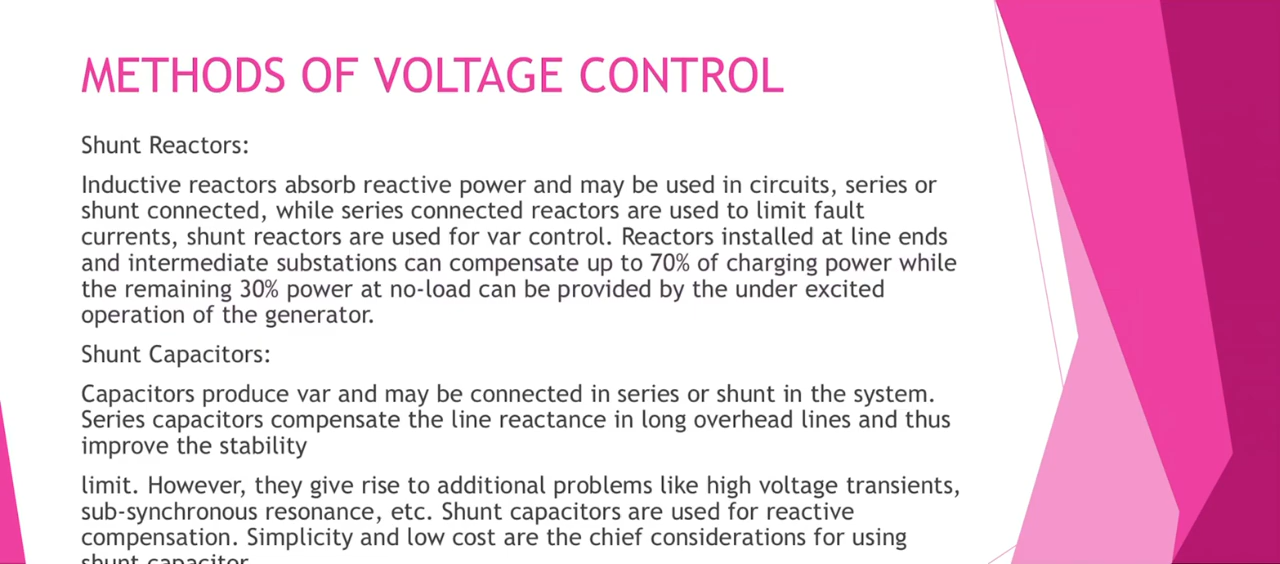 METHODS OF VOLTAGE CONTROL
Shunt Reactors:
Inductive reactors absorb reactive power and may be used in circuits, series or
shunt connected, while series connected reactors are used to limit fault
currents, shunt reactors are used for var control. Reactors installed at line ends
and intermediate substations can compensate up to 70% of charging power while
the remaining 30% power at no-load can be provided by the under excited
operation of the generator.
Shunt Capacitors:
Capacitors produce var and may be connected in series or shunt in the system.
Series capacitors compensate the line reactance in long overhead lines and thus
improve the stability
limit. However, they give rise to additional problems like high voltage transients,
sub-synchronous resonance, etc. Shunt capacitors are used for reactive
compensation. Simplicity and low cost are the chief considerations for using
shunt capacitor